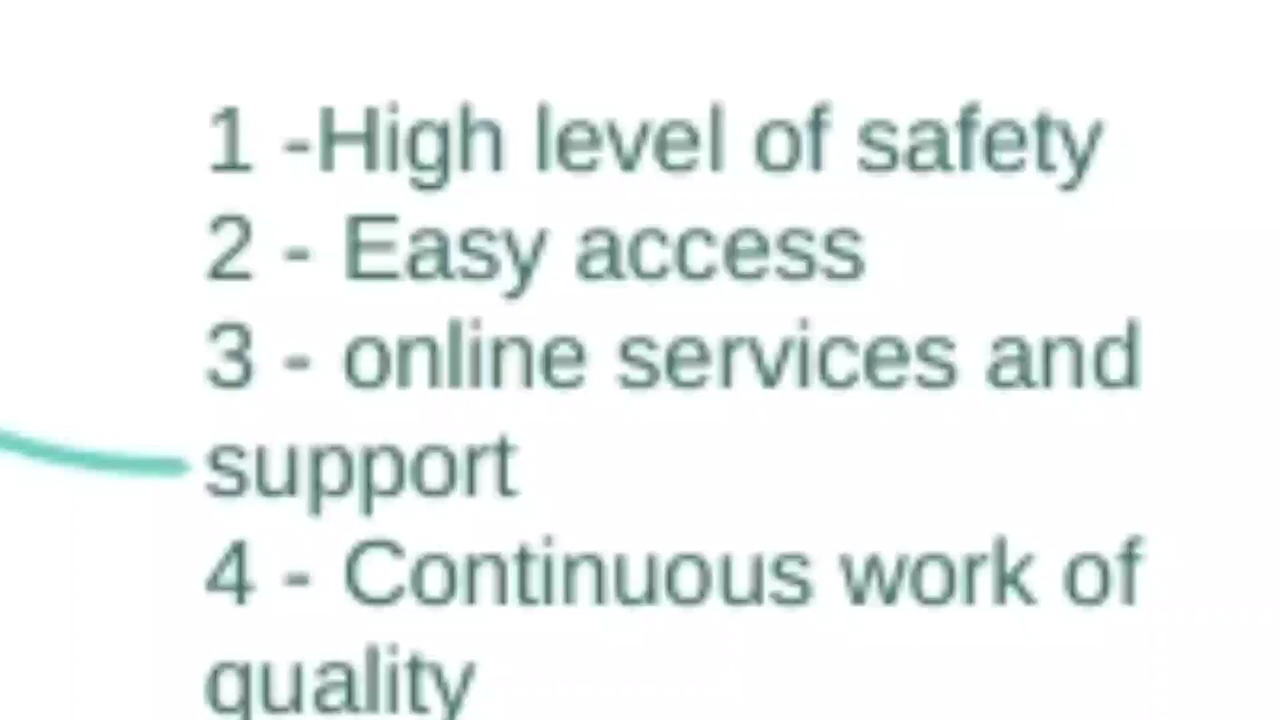 1 -High level of safety
2 - Easy access
3 - online services and
support
4 - Continuous work of
quality